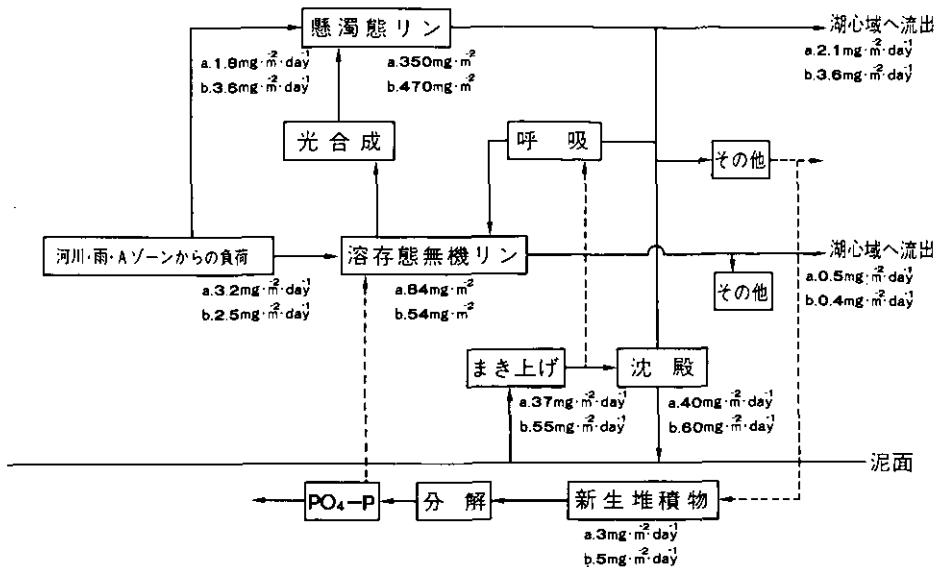 懸濁態リン
湖心域へ流出
a.1.8mg·m⁻²·day⁻¹
b.3.6mg·m⁻²·day⁻¹
a.350mg·m⁻²
b.470mg·m⁻²
a.2.1mg·m⁻²·day⁻¹
b.3.6mg·m⁻²·day⁻¹
光合成
呼吸
その他
河川·雨·Aゾーンからの負荷
溶存態無機リン
湖心域へ流出
a.3.2mg·m⁻²·day⁻¹
b.2.5mg·m⁻²·day⁻¹
a.84mg·m⁻²
b.54mg·m⁻²
その他
a.0.5mg·m⁻²·day⁻¹
b.0.4mg·m⁻²·day⁻¹
まき上げ
沈殿
a.37mg·m⁻²·day⁻¹
b.55mg·m⁻²·day⁻¹
a.40mg·m⁻²·day⁻¹
b.60mg·m⁻²·day⁻¹
泥面
PO₄−P
分解
新生堆積物
a.3mg·m⁻²·day⁻¹
b.5mg·m⁻²·day⁻¹